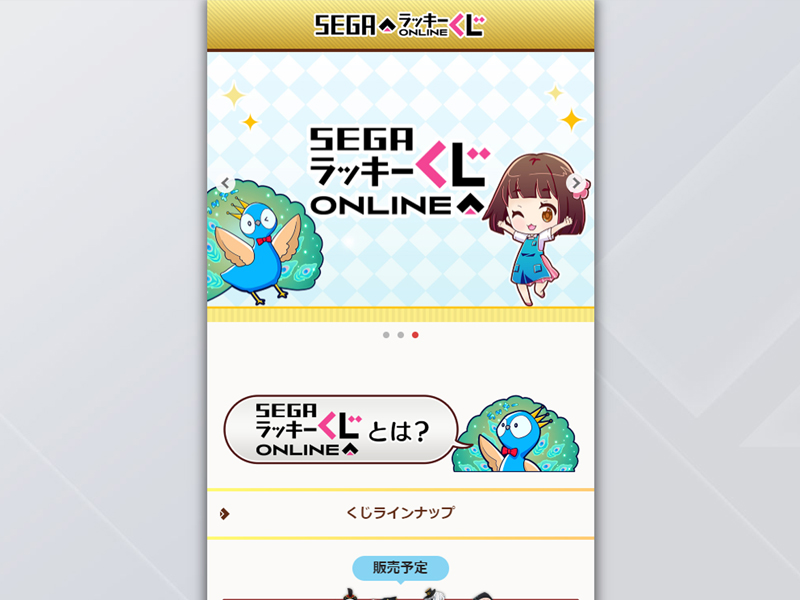 SEGA ラッキーくじ ONLINE
SEGA
ラッキーくじ
ONLINE
SEGA
ラッキーくじ
ONLINE
とは?
くじラインナップ
販売予定